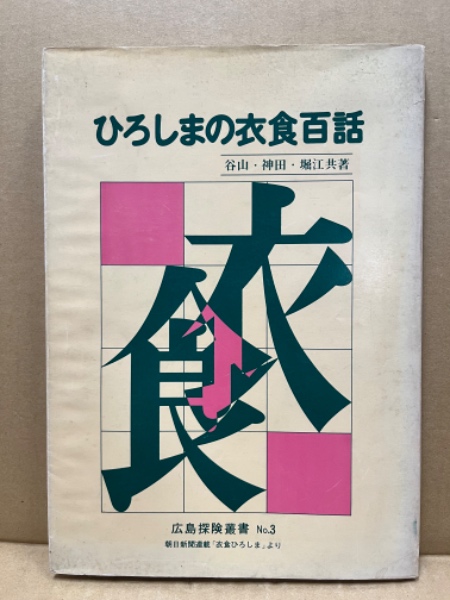 ひろしまの衣食百話
谷山・神田・堀江共著
衣
食
広島探険叢書 No.3
朝日新聞連載「衣食ひろしま」より